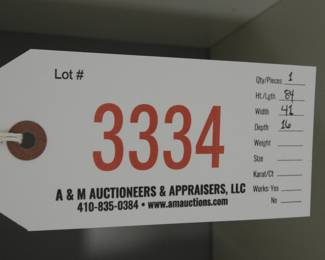 Lot #
3334
A & M AUCTIONEERS & APPRAISERS, LLC
410-835-0384 • www.amauctions.com
Qty/Pieces 1
Ht./Lgth 84
Width 41
Depth 16
Weight
Size
Karat/Ct
Works: Yes
No